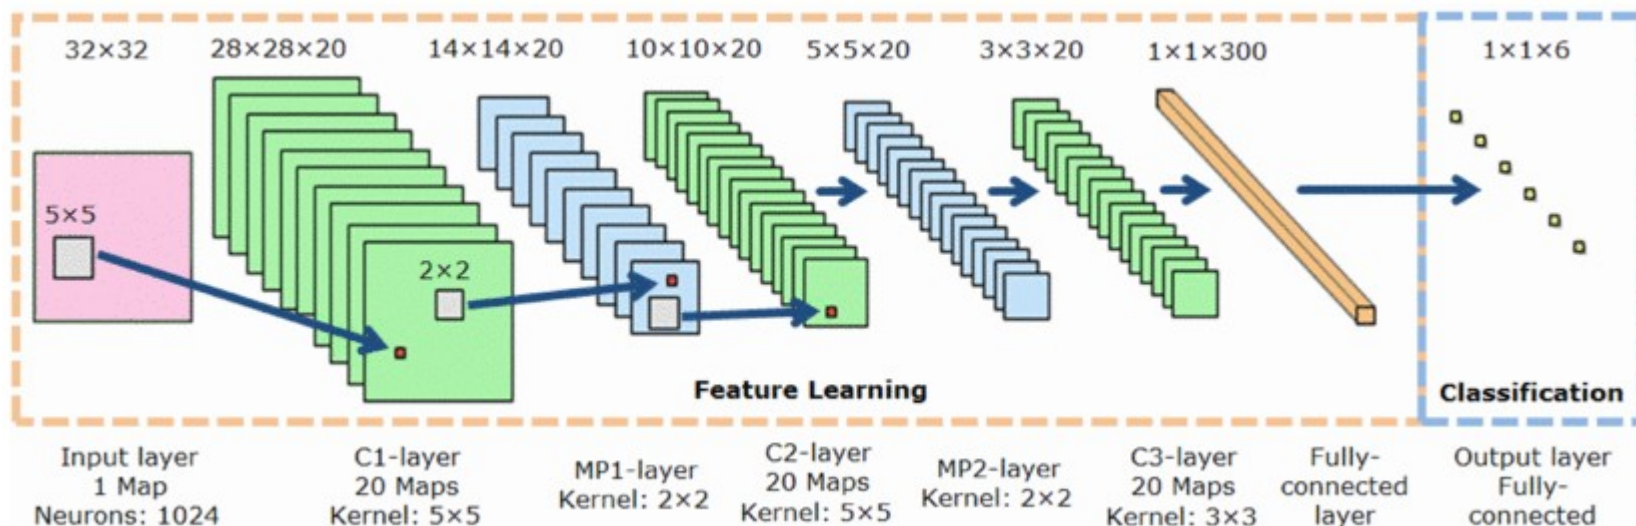 32×32
28×28×20
14×14×20
10×10×20
5×5×20
3×3×20
1×1×300
1×1×6
5×5
2×2
Feature Learning
Classification
Input layer
1 Map
Neurons: 1024
C1-layer
20 Maps
Kernel: 5×5
MP1-layer
Kernel: 2×2
C2-layer
20 Maps
Kernel: 5×5
MP2-layer
Kernel: 2×2
C3-layer
20 Maps
Kernel: 3×3
Fully-
connected
layer
Output layer
Fully-
connected